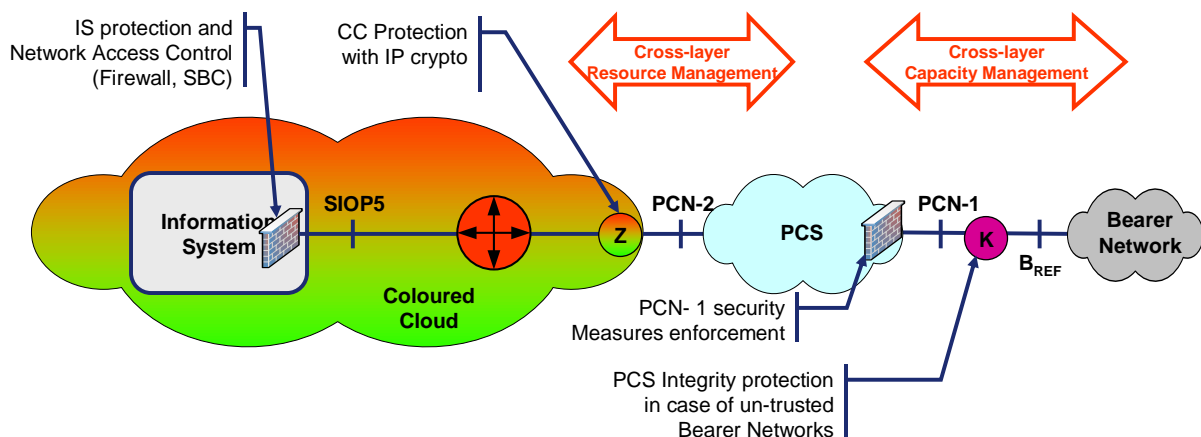 IS protection and
Network Access Control
(Firewall, SBC)
CC Protection
with IP crypto
Cross-layer
Resource Management
Cross-layer
Capacity Management
Information
System
SIOP5
Z
PCN-2
PCS
PCN-1
K
BREF
Bearer
Network
Coloured
Cloud
PCN- 1 security
Measures enforcement
PCS Integrity protection
in case of un-trusted
Bearer Networks